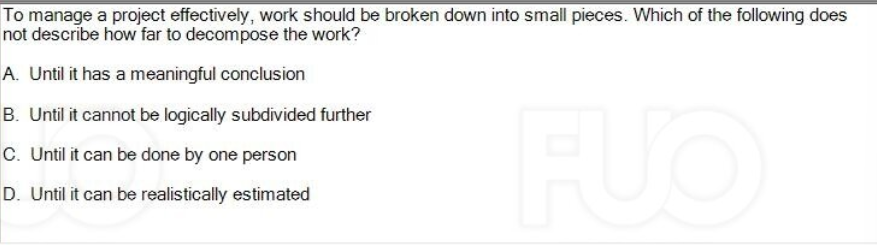 To manage a project effectively, work should be broken down into small pieces. Which of the following does
not describe how far to decompose the work?
A. Until it has a meaningful conclusion
B. Until it cannot be logically subdivided further
C. Until it can be done by one person
D. Until it can be realistically estimated
FUO